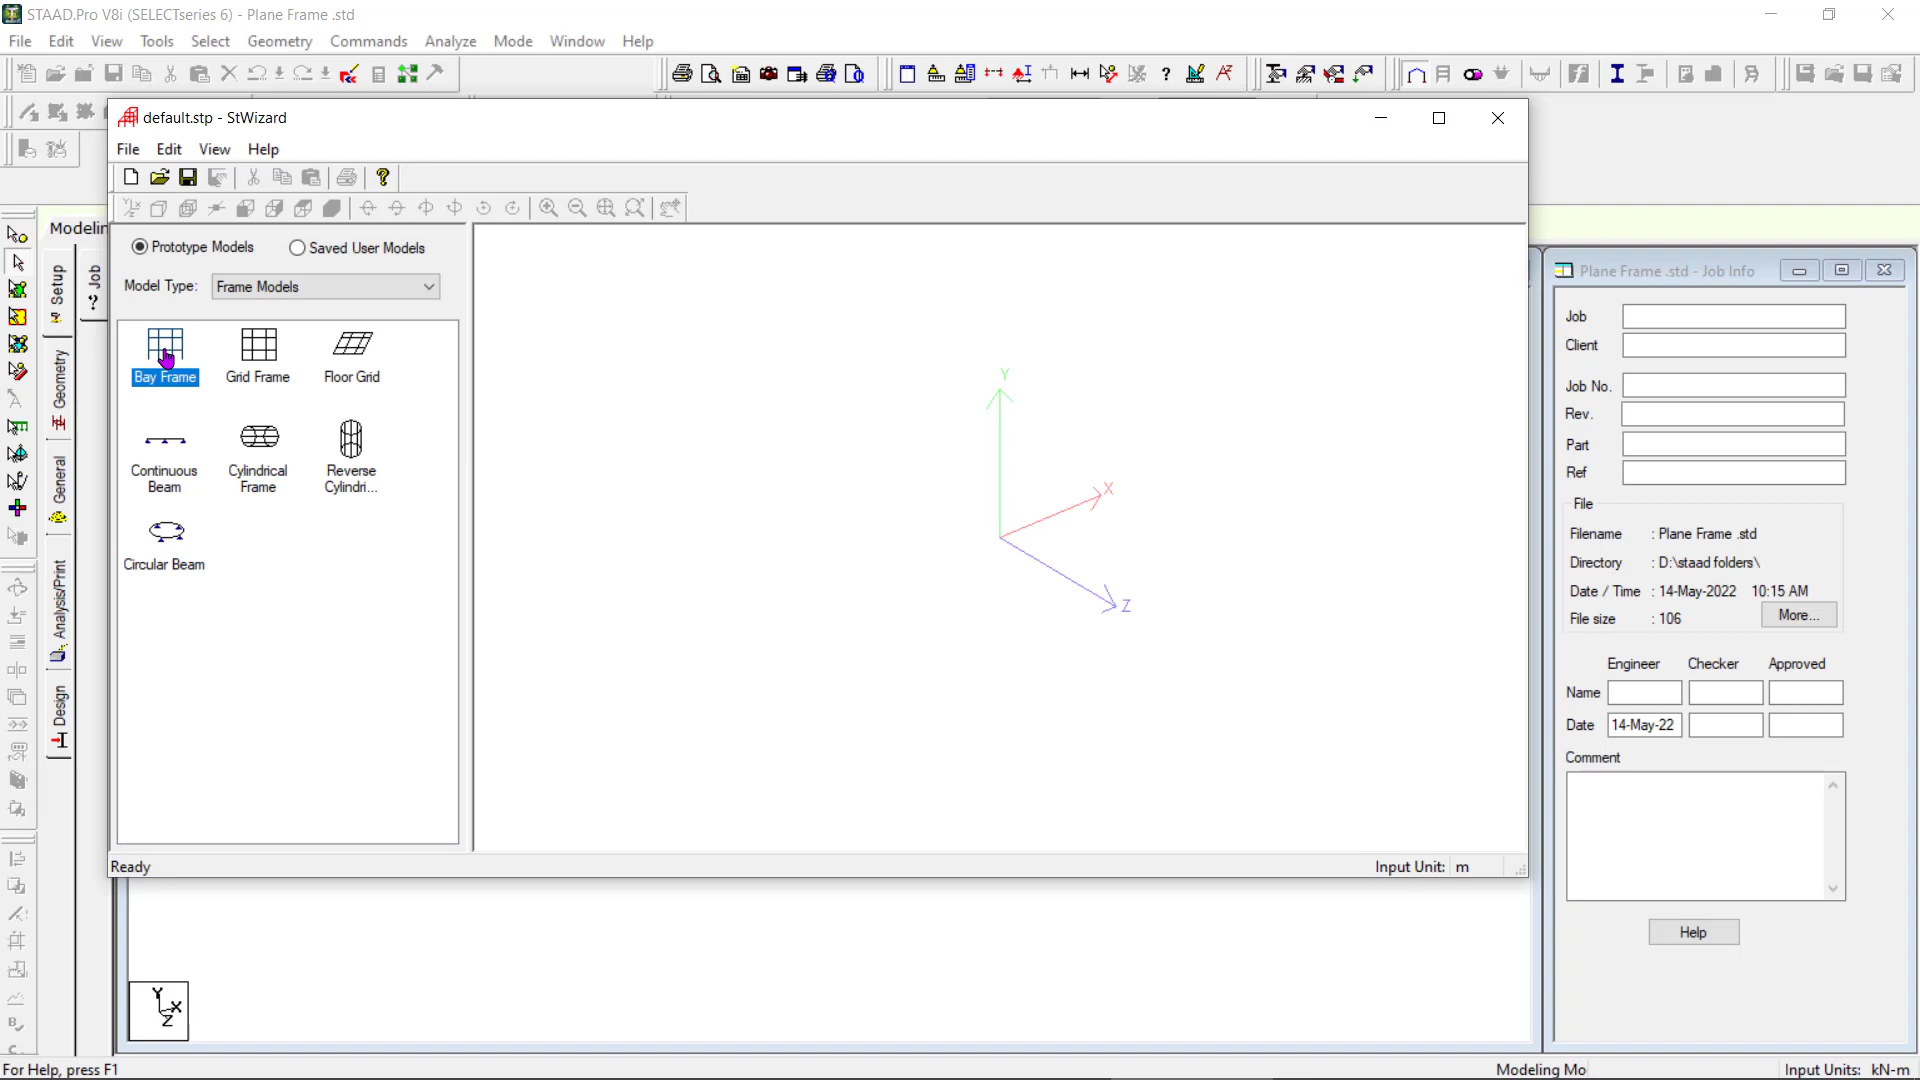 STAAD.Pro V8i (SELECTseries 6) - Plane Frame .std
File Edit View Tools Select Geometry Commands Analyze Mode Window Help
default.stp - StWizard
File Edit View Help
Prototype Models Saved User Models
Model Type: Frame Models
Bay Frame Grid Frame Floor Grid
Continuous Beam Cylindrical Frame Reverse Cylindri...
Circular Beam
Y
X
Z
Ready
Input Unit: m
Modelin
Setup
Geometry
General
Analysis/Print
Design
Job
Plane Frame .std - Job Info
Job
Client
Job No.
Rev.
Part
Ref
File
Filename : Plane Frame .std
Directory : D:\staad folders\
Date / Time : 14-May-2022 10:15 AM
File size : 106 More...
Engineer Checker Approved
Name
Date 14-May-22
Comment
Help
Y
X
Z
For Help, press F1
Modeling Mo
Input Units: kN-m